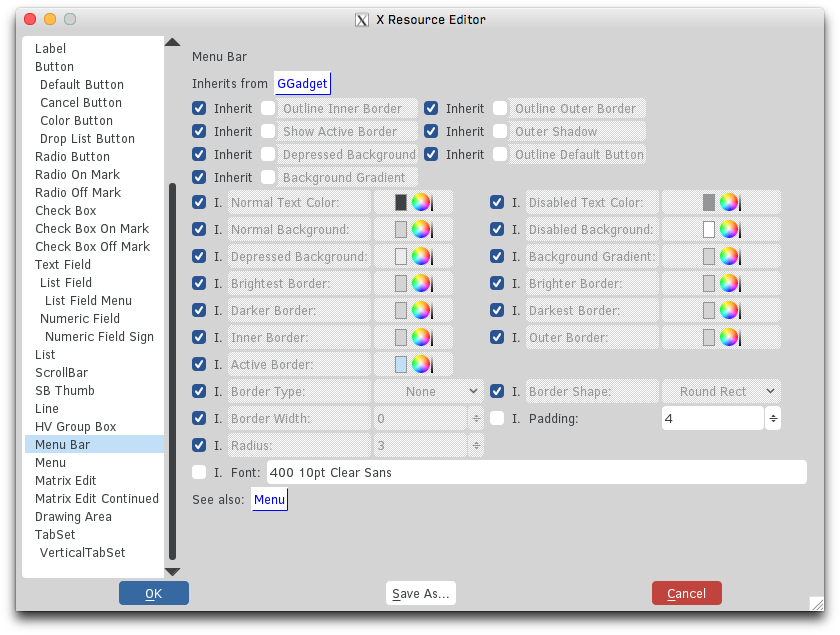 X Resource Editor
Label
Button
Default Button
Cancel Button
Color Button
Drop List Button
Radio Button
Radio On Mark
Radio Off Mark
Check Box
Check Box On Mark
Check Box Off Mark
Text Field
List Field
List Field Menu
Numeric Field
Numeric Field Sign
List
ScrollBar
SB Thumb
Line
HV Group Box
Menu Bar
Menu
Matrix Edit
Matrix Edit Continued
Drawing Area
TabSet
VerticalTabSet
Menu Bar
Inherits from GGadget
Inherit Outline Inner Border Inherit Outline Outer Border
Inherit Show Active Border Inherit Outer Shadow
Inherit Depressed Background Inherit Outline Default Button
Inherit Background Gradient
I. Normal Text Color: I. Disabled Text Color:
I. Normal Background: I. Disabled Background:
I. Depressed Background: I. Background Gradient:
I. Brightest Border: I. Brighter Border:
I. Darker Border: I. Darkest Border:
I. Inner Border: I. Outer Border:
I. Active Border:
I. Border Type: None I. Border Shape: Round Rect
I. Border Width: 0 I. Padding: 4
I. Radius: 3
I. Font: 400 10pt Clear Sans
See also: Menu
OK Save As... Cancel